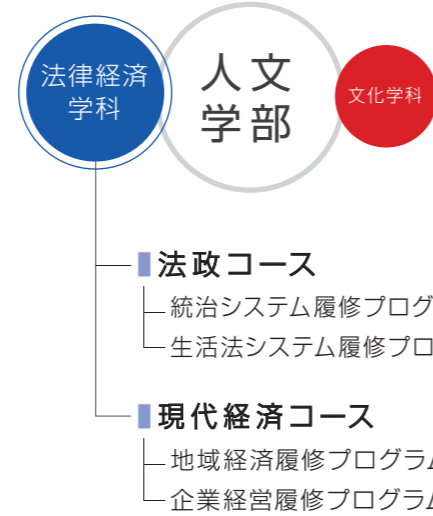 法律経済
学科
人文
学部
文化学科
法政コース
統治システム履修プログ
生活法システム履修プロ
現代経済コース
地域経済履修プログラム
企業経営履修プログラム